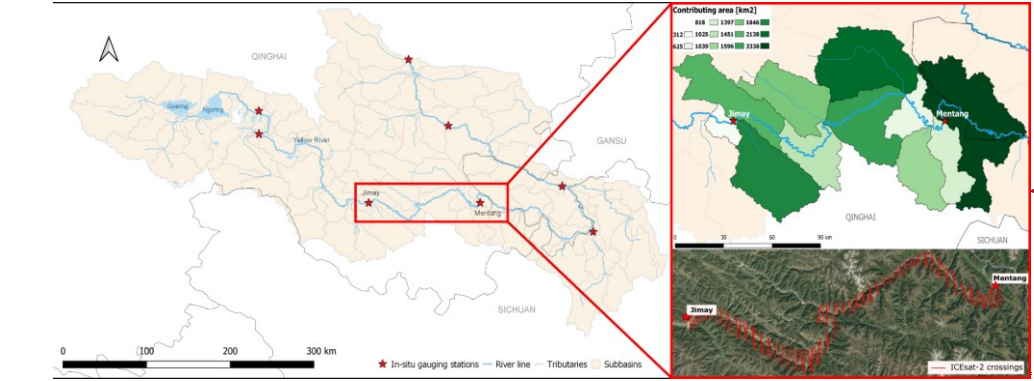 QINGHAI
Gyaring
Ngoring
Yellow River
GANSU
Jimay
Mentang
SICHUAN
0 100 200 300 km
In-situ gauging stations River line Tributaries Subbasins
Contributing area [km2]
818 1397 1846
312 1025 1451 2138
625 1039 1596 3338
Jimay
Mentang
QINGHAI
SICHUAN
0 30 60 90 km
Mentang
Jimay
ICEsat-2 crossings